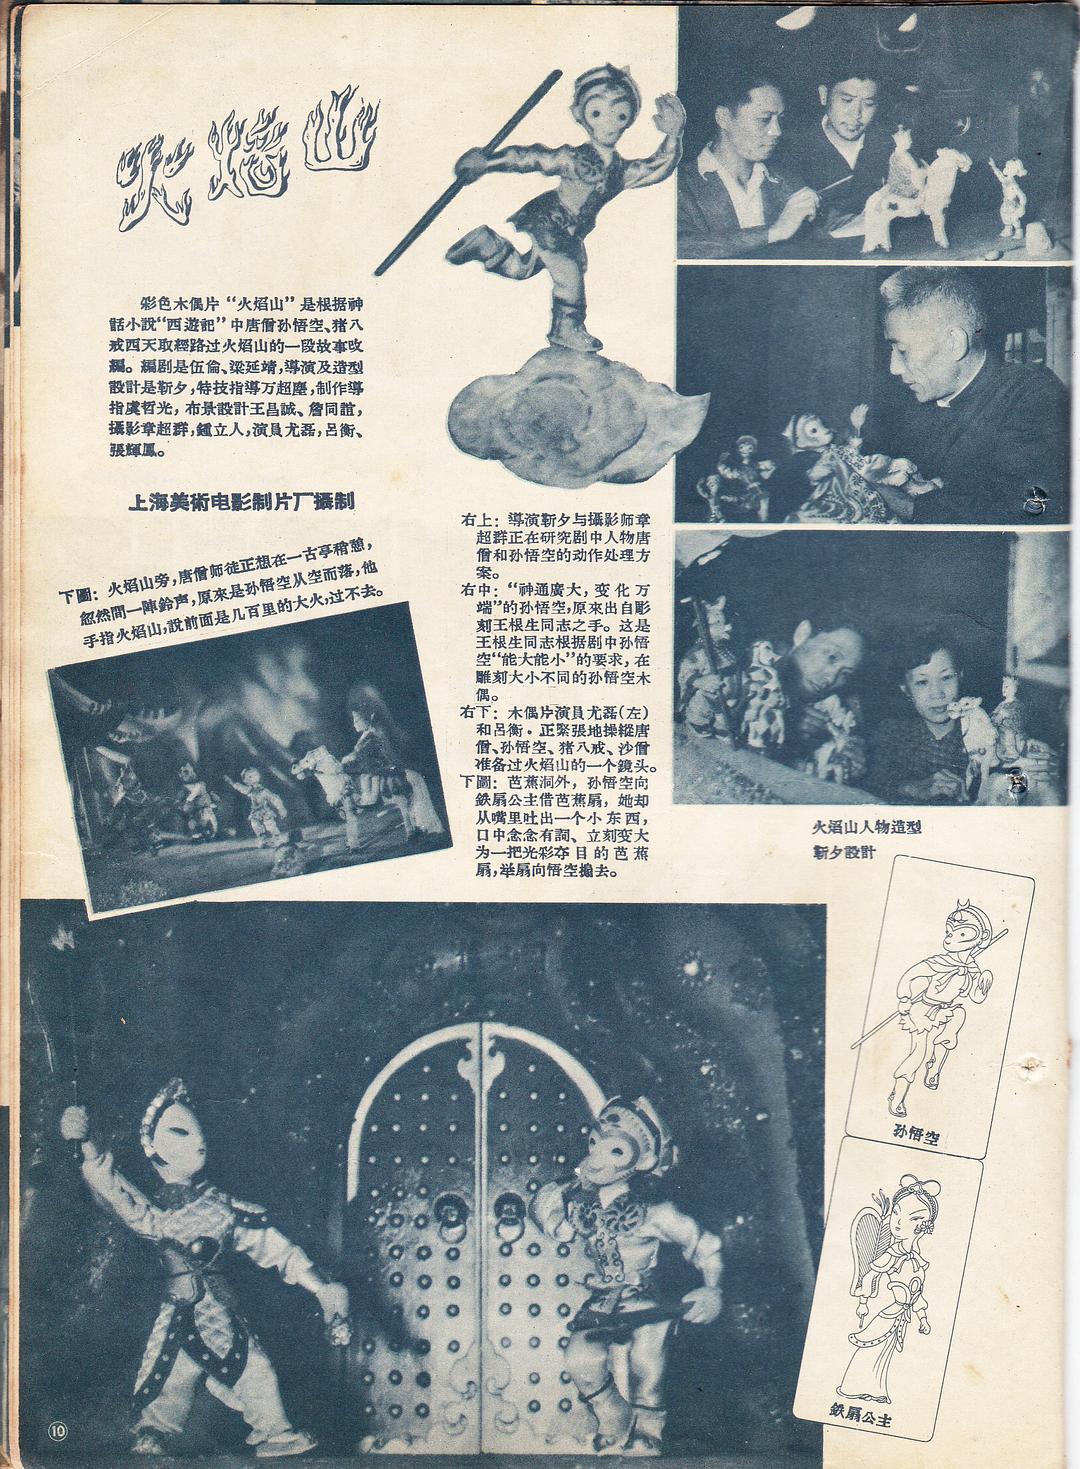 火焰山
彩色木偶片“火焰山”是根据神
話小說“西遊記”中唐僧孙悟空、猪八
戒西天取經路过火焰山的一段故事改
編。編剧是伍倫、梁延靖,導演及造型
設計是靳夕,特技指導万超塵,制作導
指虞哲光,布景設計王昌誠、詹同諠,
攝影章超群,鍾立人,演員尤磊,呂衡、
張輝鳳。
上海美術电影制片厂攝制
下圖：火焰山旁,唐僧师徒正想在一古亭稍憩,
忽然間一陣鈴声,原來是孙悟空从空而落,他
手指火焰山,說前面是几百里的大火,过不去。
右上：導演靳夕与攝影师章
超群正在研究剧中人物唐
僧和孙悟空的动作处理方
案。
右中：“神通廣大,变化万
端”的孙悟空,原來出自彫
刻王根生同志之手。这是
王根生同志根据剧中孙悟
空“能大能小”的要求,在
雕刻大小不同的孙悟空木
偶。
右下：木偶片演員尤磊(左)
和呂衡．正緊張地操縱唐
僧、孙悟空、猪八戒、沙僧
准备过火焰山的一个鏡头。
下圖：芭蕉洞外,孙悟空向
鉄扇公主借芭蕉扇,她却
从嘴里吐出一个小东西,
口中念念有詞、立刻变大
为一把光彩夺目的芭蕉
扇,举扇向悟空搧去。
火焰山人物造型
靳夕設計
孙悟空
鉄扇公主
10